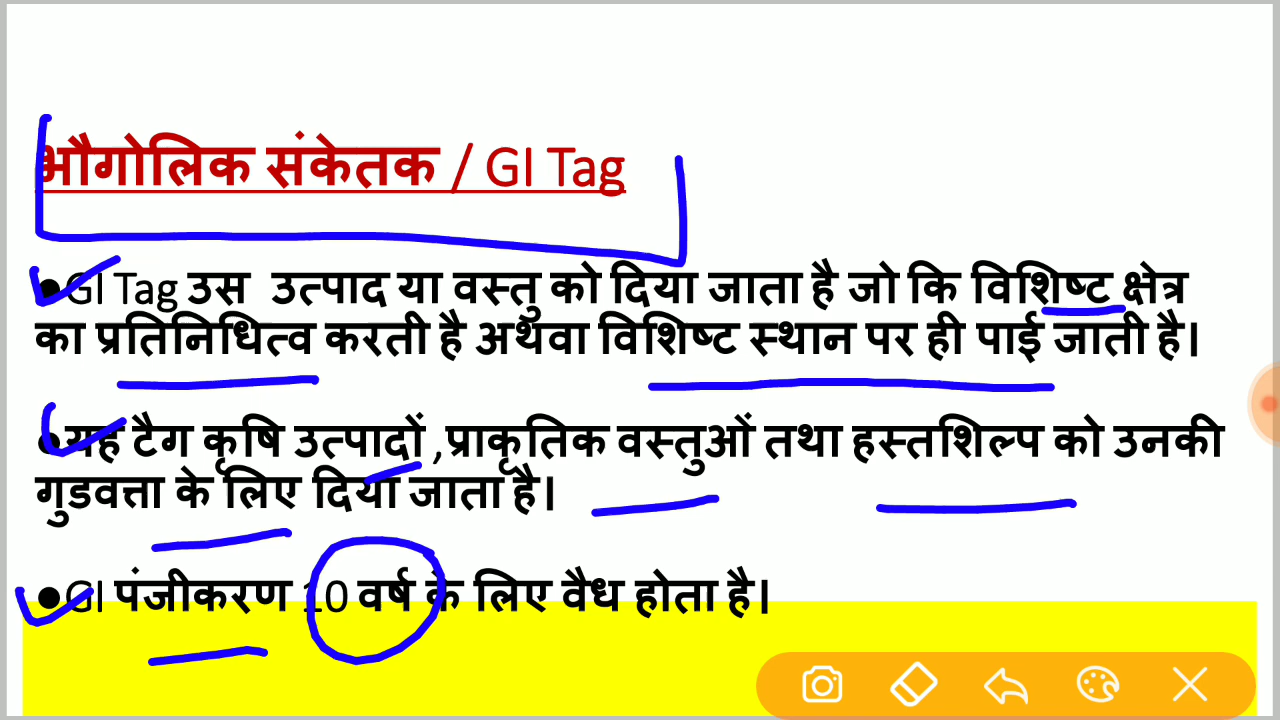 भौगोलिक संकेतक / GI Tag
●GI Tag उस उत्पाद या वस्तु को दिया जाता है जो कि विशिष्ट क्षेत्र
का प्रतिनिधित्व करती है अथवा विशिष्ट स्थान पर ही पाई जाती है।
●यह टैग कृषि उत्पादों ,प्राकृतिक वस्तुओं तथा हस्तशिल्प को उनकी
गुडवत्ता के लिए दिया जाता है।
●GI पंजीकरण 10 वर्ष के लिए वैध होता है।